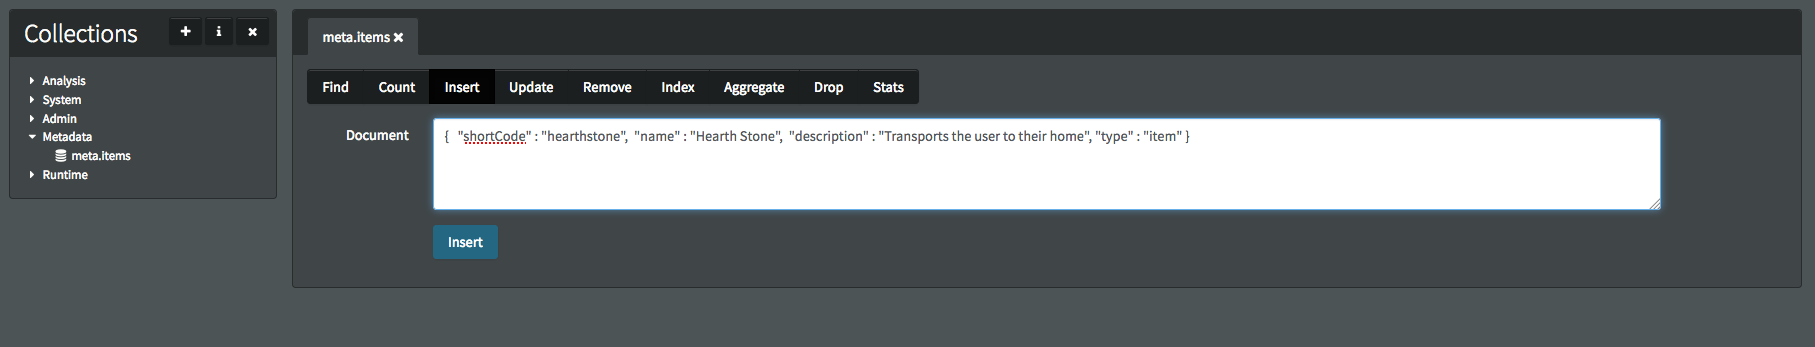 Collections
Analysis
System
Admin
Metadata
meta.items
Runtime
meta.items
Find Count Insert Update Remove Index Aggregate Drop Stats
Document
{ "shortCode" : "hearthstone", "name" : "Hearth Stone", "description" : "Transports the user to their home", "type" : "item" }
Insert